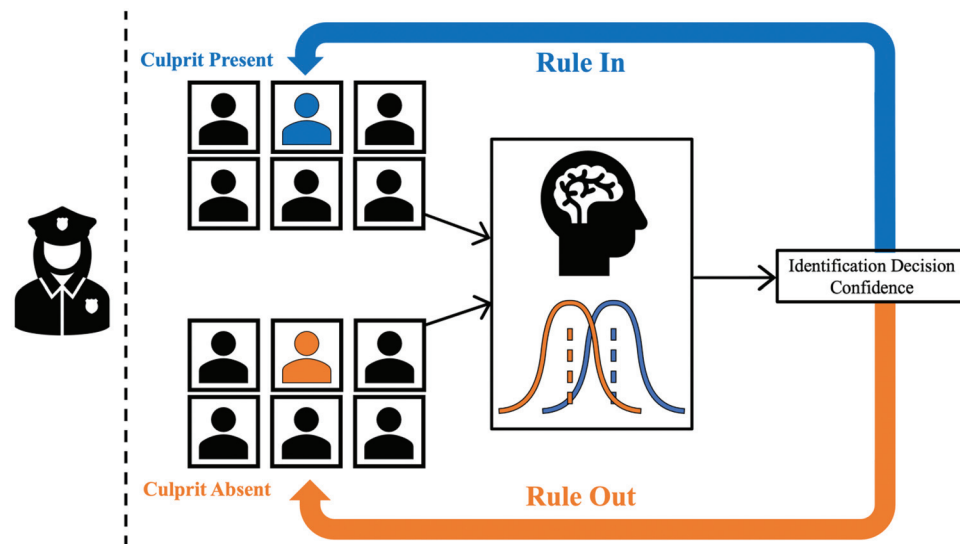 Culprit Present
Rule In
Identification Decision
Confidence
Culprit Absent
Rule Out